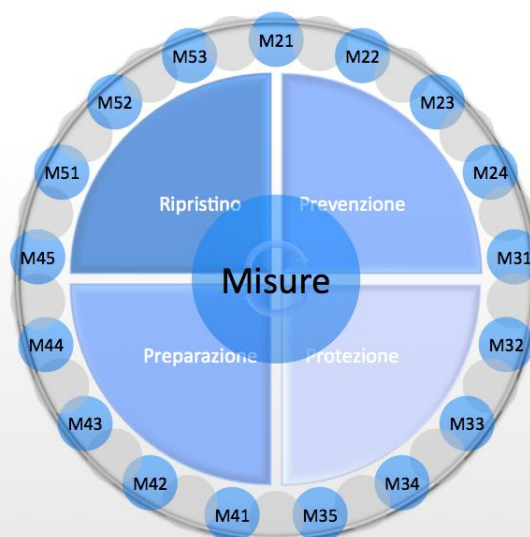 M21
M22
M23
M24
M31
M32
M33
M34
M35
M41
M42
M43
M44
M45
M51
M52
M53
Ripristino
Prevenzione
Misure
Preparazione
Protezione